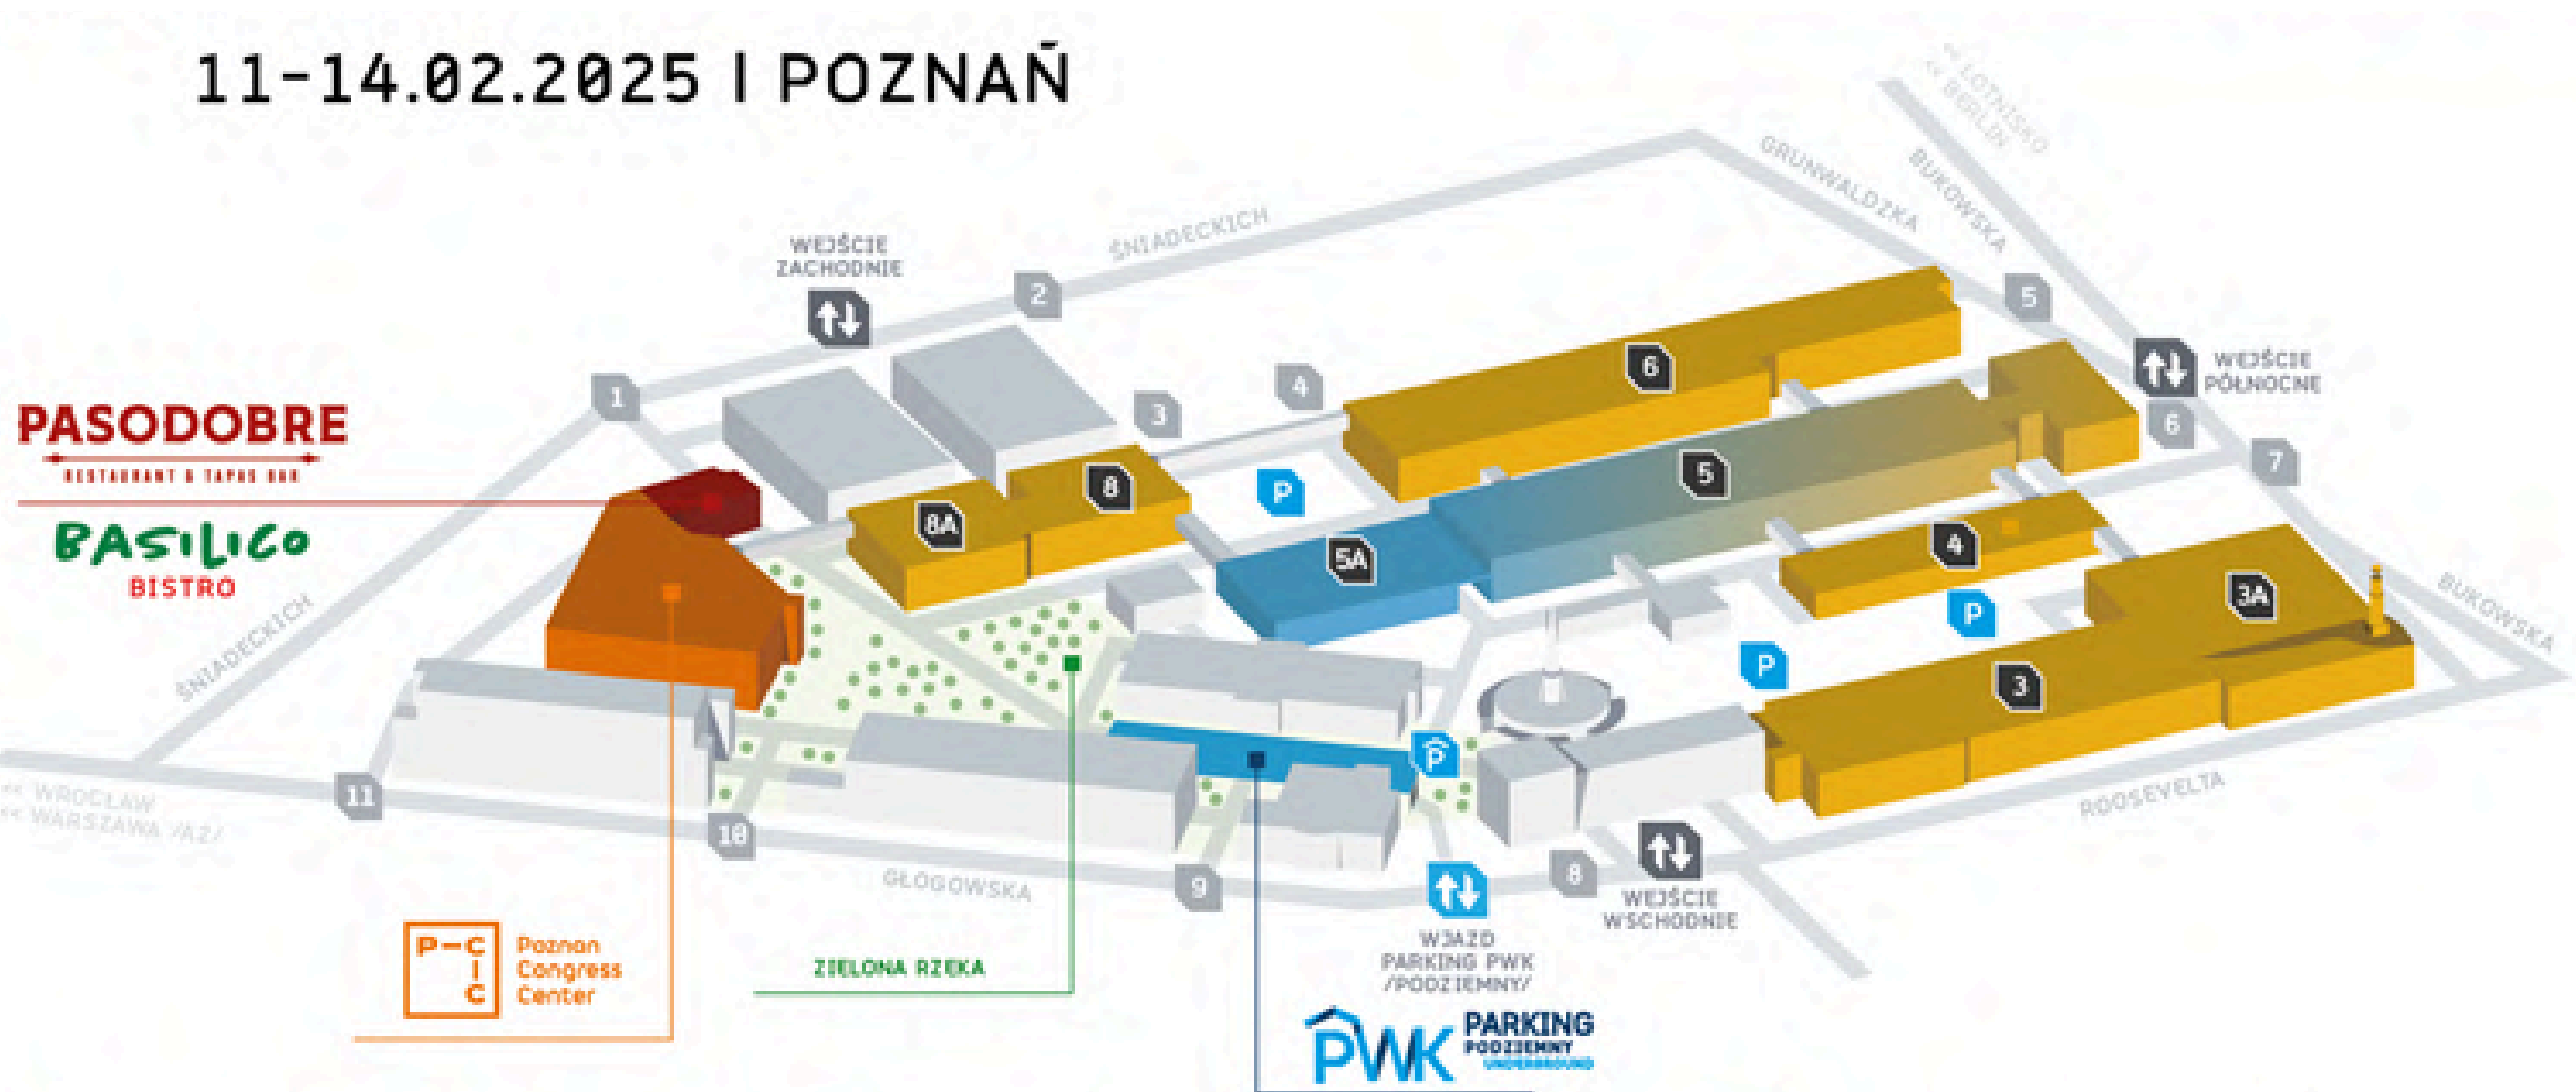 11-14.02.2025 | POZNAŃ
<< LOTNISKO
<< BERLIN
GRUNWALDZKA
BUKOWSKA
ŚNIADECKICH
WEJŚCIE
ZACHODNIE
2
5
6
WEJŚCIE
PÓŁNOCNE
1
4
3
6
7
PASODOBRE
RESTAURANT & TAPAS BAR
BASILICO
BISTRO
8
8A
P
5
5A
4
3A
P
P
3
BUKOWSKA
ŚNIADECKICH
P
ROOSEVELTA
<< WROCŁAW
<< WARSZAWA /A2/
11
10
GŁOGOWSKA
9
8
WEJŚCIE
WSCHODNIE
P-C
I
C
Poznan
Congress
Center
ZIELONA RZEKA
WJAZD
PARKING PWK
/PODZIEMNY/
PWK
PARKING
PODZIEMNY
UNDERGROUND